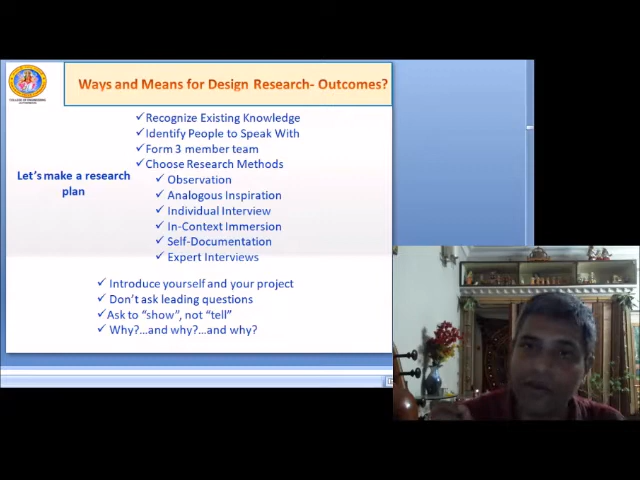 Ways and Means for Design Research- Outcomes?
✓Recognize Existing Knowledge
✓Identify People to Speak With
✓Form 3 member team
✓Choose Research Methods
Let's make a research
plan
✓ Observation
✓ Analogous Inspiration
✓ Individual Interview
✓ In-Context Immersion
✓ Self-Documentation
✓ Expert Interviews
✓ Introduce yourself and your project
✓ Don't ask leading questions
✓Ask to "show", not "tell"
✓ Why?...and why?...and why?
COLLEGE OF ENGINEERING